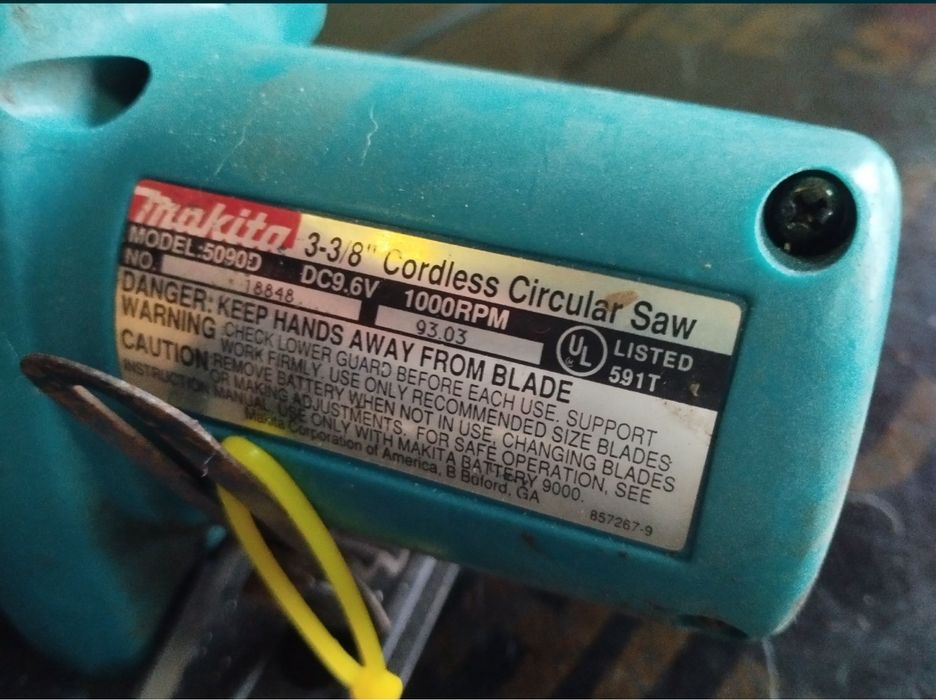 Makita 3-3/8" Cordless Circular Saw
MODEL:5090D DC9.6V 1000RPM
NO. 18848 93.03 UL LISTED 591T
DANGER: KEEP HANDS AWAY FROM BLADE
WARNING CHECK LOWER GUARD BEFORE EACH USE. SUPPORT
WORK FIRMLY. USE ONLY RECOMMENDED SIZE BLADES
CAUTION REMOVE BATTERY WHEN NOT IN USE, CHANGING BLADES
OR MAKING ADJUSTMENTS. FOR SAFE OPERATION, SEE
INSTRUCTION MANUAL. USE ONLY WITH MAKITA BATTERY 9000.
Makita Corporation of America, B Buford, GA
857267-9